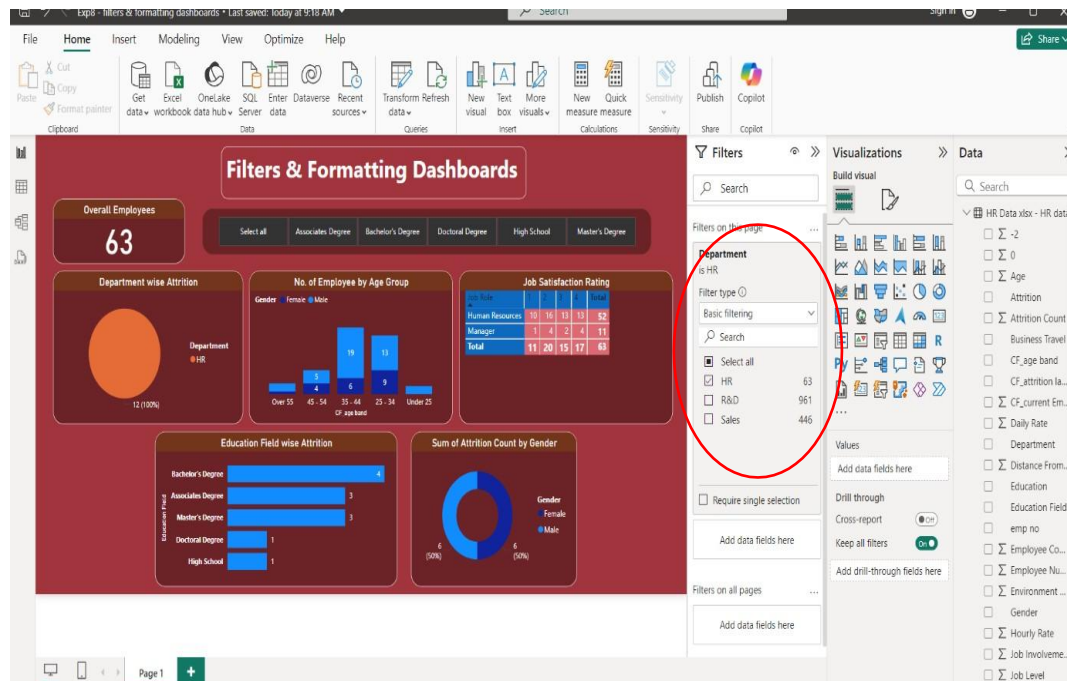 Exp8 - filters & formatting dashboards • Last saved: Today at 9:18 AM
Search
Sign in
File Home Insert Modeling View Optimize Help
Share
Paste
Cut
Copy
Format painter
Clipboard
Get data
Excel workbook
OneLake data hub
SQL Server
Enter data
Dataverse
Recent sources
Data
Transform data
Refresh
Queries
New visual
Text box
More visuals
Insert
New measure
Quick measure
Calculations
Sensitivity
Sensitivity
Publish
Share
Copilot
Copilot
Filters & Formatting Dashboards
Overall Employees
63
Select all Associates Degree Bachelor's Degree Doctoral Degree High School Master's Degree
Department wise Attrition
Department
HR
12 (100%)
No. of Employee by Age Group
Gender Female Male
5
4
19
6
13
9
Over 55 45 - 54 35 - 44 25 - 34 Under 25
CF_age band
Job Satisfaction Rating
Job Role 1 2 3 4 Total
Human Resources 10 16 13 13 52
Manager 1 4 2 4 11
Total 11 20 15 17 63
Education Field wise Attrition
Education Field
Bachelor's Degree 4
Associates Degree 3
Master's Degree 3
Doctoral Degree 1
High School 1
Sum of Attrition Count by Gender
Gender
Female
Male
6
(50%)
6
(50%)
Page 1
Filters
Search
Filters on this page
...
Department
is HR
Filter type
Basic filtering
Search
Select all
HR 63
R&D 961
Sales 446
Require single selection
Add data fields here
Filters on all pages
...
Add data fields here
Visualizations
Build visual
R
Py
...
Values
Add data fields here
Drill through
Cross-report
Off
Keep all filters
On
Add drill-through fields here
Data
Search
HR Data xlsx - HR data
∑ -2
∑ 0
∑ Age
Attrition
∑ Attrition Count
Business Travel
CF_age band
CF_attrition la...
∑ CF_current Em...
∑ Daily Rate
Department
∑ Distance From...
Education
Education Field
emp no
∑ Employee Co...
∑ Employee Nu...
∑ Environment ...
Gender
∑ Hourly Rate
∑ Job Involveme...
∑ Job Level